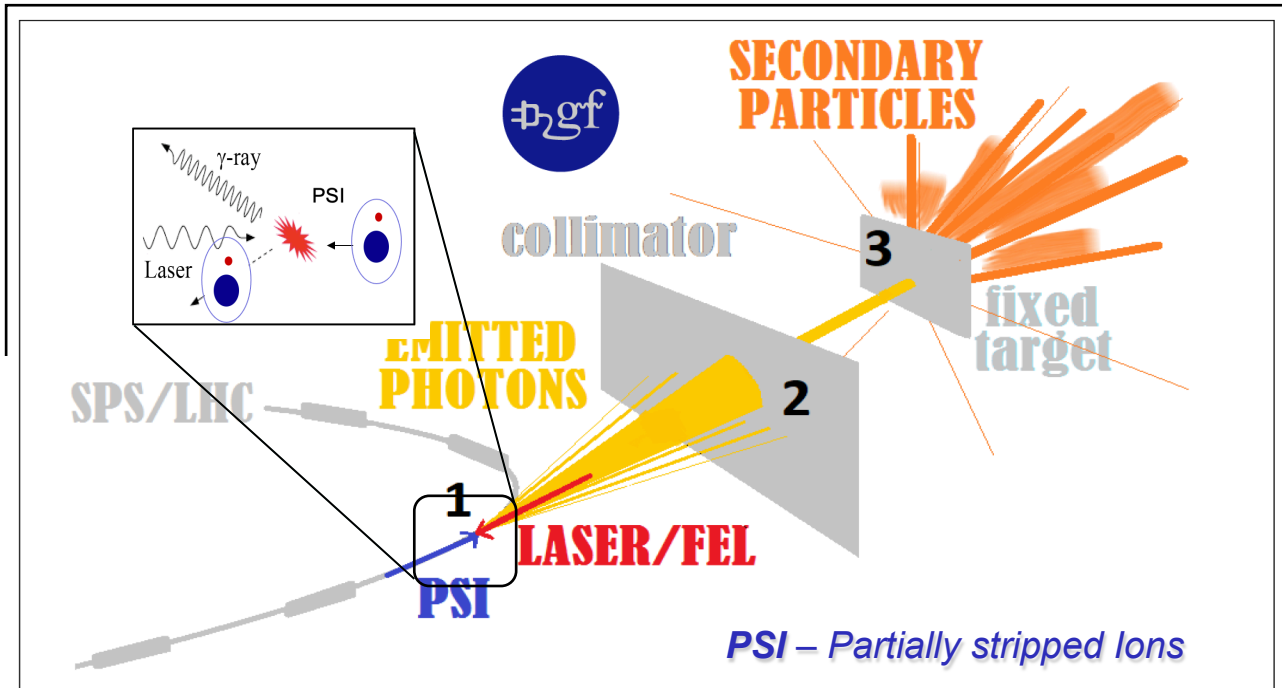 SECONDARY
PARTICLES
gf
γ-ray
PSI
Laser
collimator
3
fixed
target
EMITTED
PHOTONS
SPS/LHC
2
1
LASER/FEL
PSI
PSI – Partially stripped Ions